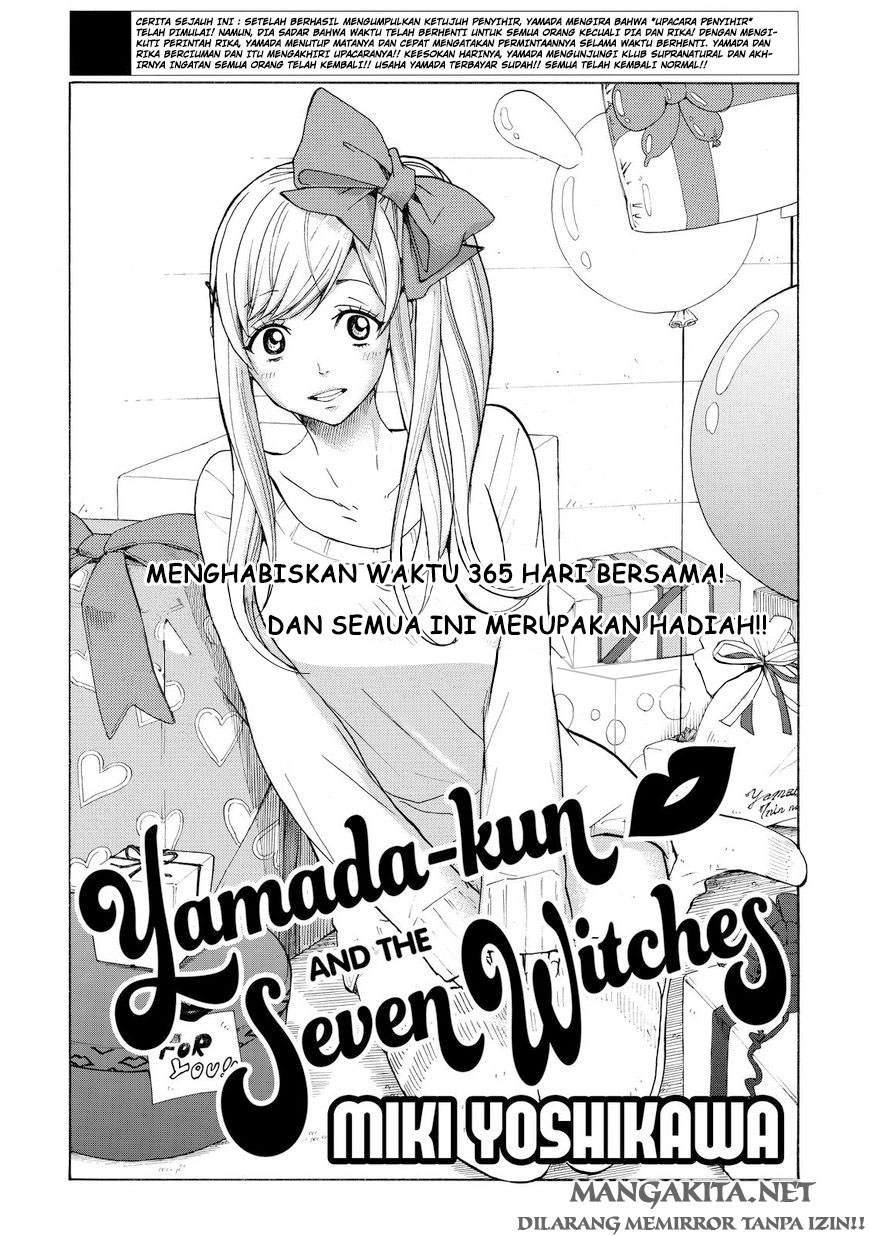 CERITA SEJAUH INI : SETELAH BERHASIL MENGUMPULKAN KETUJUH PENYIHIR, YAMADA MENGIRA BAHWA "UPACARA PENYIHIR"
TELAH DIMULAI! NAMUN, DIA SADAR BAHWA WAKTU TELAH BERHENTI UNTUK SEMUA ORANG KECUALI DIA DAN RIKA! DENGAN MENGI-
KUTI PERINTAH RIKA, YAMADA MENUTUP MATANYA DAN CEPAT MENGATAKAN PERMINTAANNYA SELAMA WAKTU BERHENTI. YAMADA DAN
RIKA BERCIUMAN DAN ITU MENGAKHIRI UPACARANYA!! KEESOKAN HARINYA, YAMADA MENGUNJUNGI KLUB SUPRANATURAL DAN AKH-
IRNYA INGATAN SEMUA ORANG TELAH KEMBALI!! USAHA YAMADA TERBAYAR SUDAH!! SEMUA TELAH KEMBALI NORMAL!!
MENGHABISKAN WAKTU 365 HARI BERSAMA!
DAN SEMUA INI MERUPAKAN HADIAH!!
Yamada-kun
AND THE
Seven Witches
FOR
YOU!!
MIKI YOSHIKAWA
MANGAKITA.NET
DILARANG MEMIRROR TANPA IZIN!!